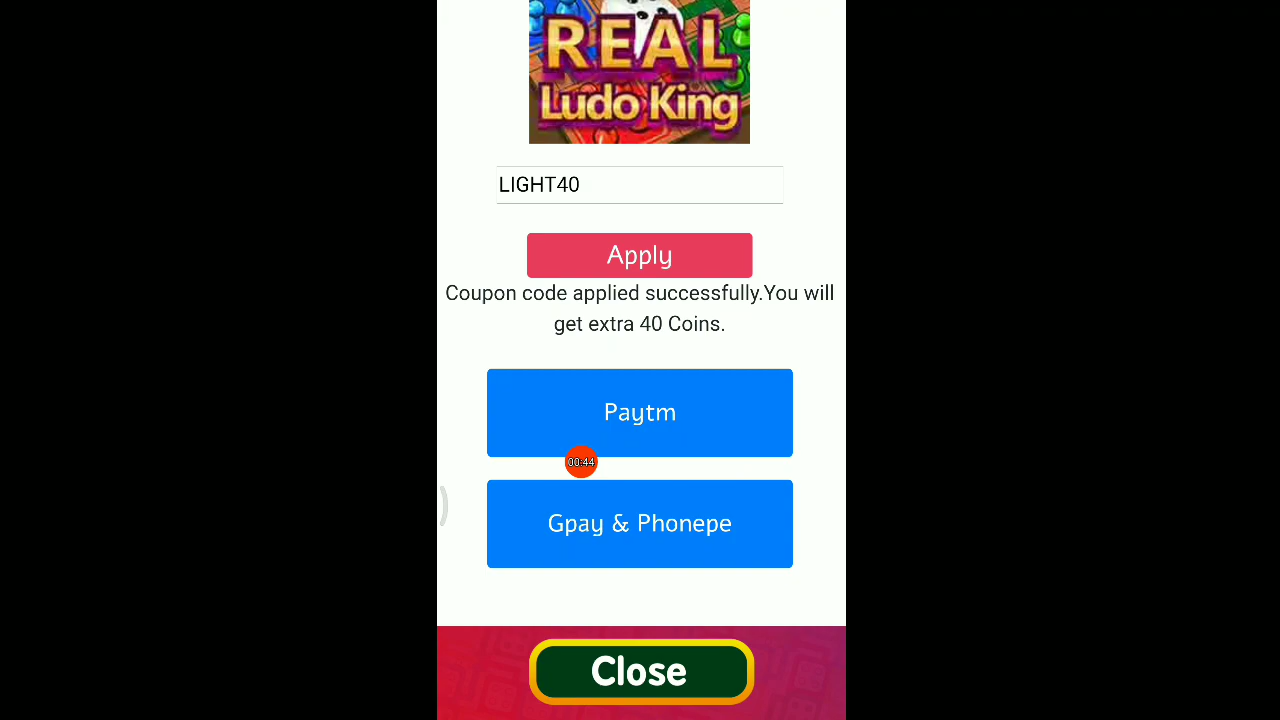 REAL
Ludo King
LIGHT40
Apply
Coupon code applied successfully.You will
get extra 40 Coins.
Paytm
00:44
Gpay & Phonepe
Close